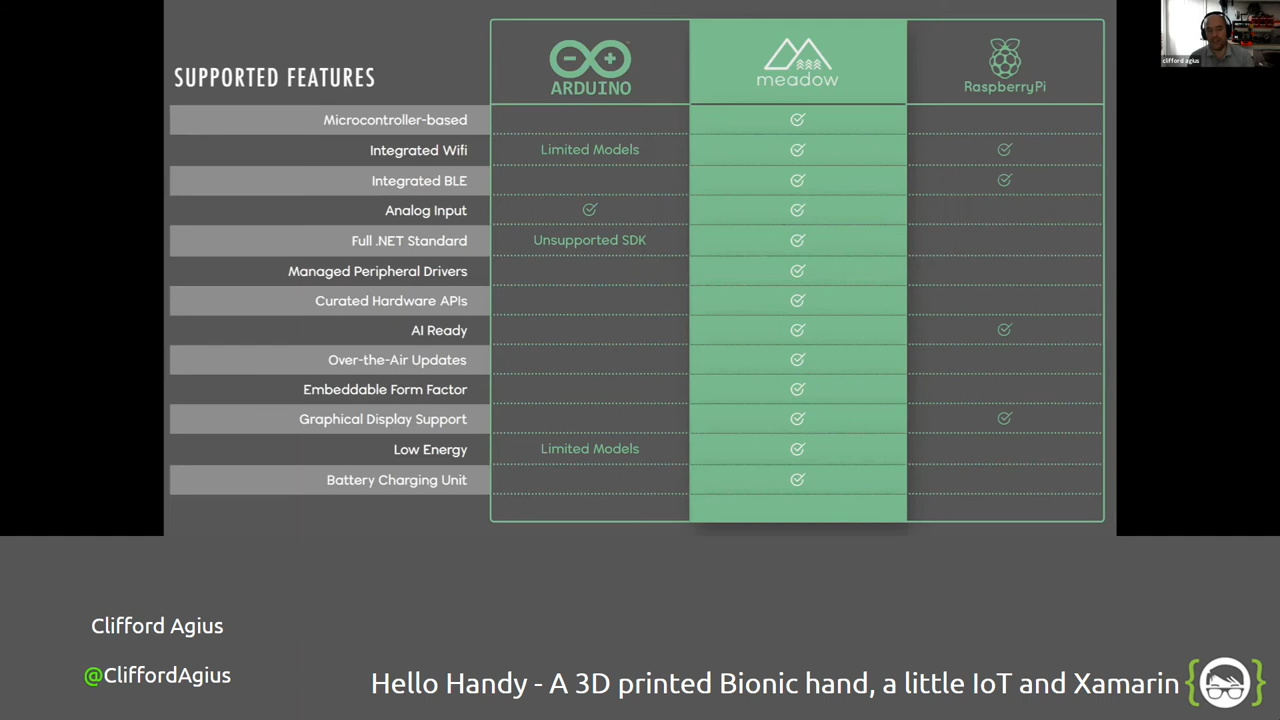 clifford agius
SUPPORTED FEATURES
ARDUINO
meadow
RaspberryPi
Microcontroller-based
Integrated Wifi
Limited Models
Integrated BLE
Analog Input
Full .NET Standard
Unsupported SDK
Managed Peripheral Drivers
Curated Hardware APIs
AI Ready
Over-the-Air Updates
Embeddable Form Factor
Graphical Display Support
Low Energy
Limited Models
Battery Charging Unit
Clifford Agius
@CliffordAgius
Hello Handy - A 3D printed Bionic hand, a little IoT and Xamarin